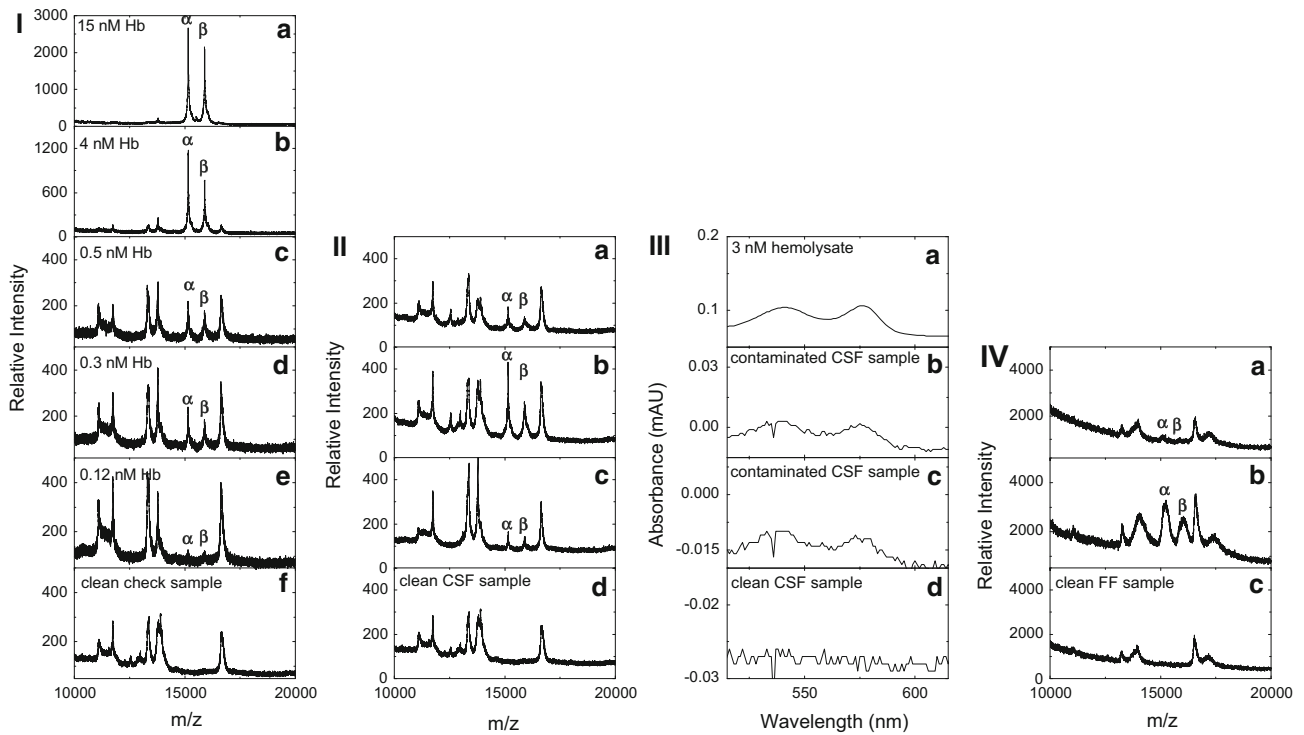 I
Relative Intensity
3000
2000
1000
0
15 nM Hb
α
β
a
1200
600
0
4 nM Hb
α
β
b
400
200
0.5 nM Hb
α
β
c
400
200
0.3 nM Hb
α
β
d
400
200
0.12 nM Hb
α
β
e
400
200
clean check sample
f
10000
15000
20000
m/z
II
Relative Intensity
400
200
0
α
β
a
400
200
0
α
β
b
400
200
0
α
β
c
400
200
0
clean CSF sample
d
10000
15000
20000
m/z
III
Absorbance (mAU)
0.2
0.1
3 nM hemolysate
a
0.03
0.00
contaminated CSF sample
b
0.000
-0.015
contaminated CSF sample
c
-0.02
-0.03
clean CSF sample
d
550
600
Wavelength (nm)
IV
Relative Intensity
4000
2000
0
α
β
a
4000
2000
0
α
β
b
4000
2000
0
clean FF sample
c
10000
15000
20000
m/z